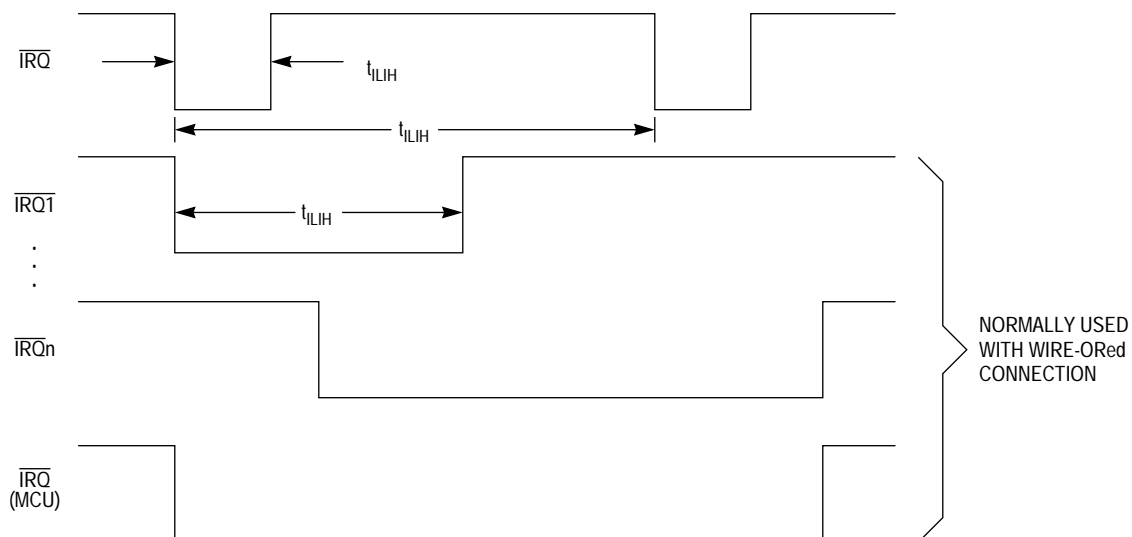 IRQ
tILIH
tILIH
IRQ1
tILIH
.
.
.
IRQn
NORMALLY USED
WITH WIRE-ORed
CONNECTION
IRQ
(MCU)